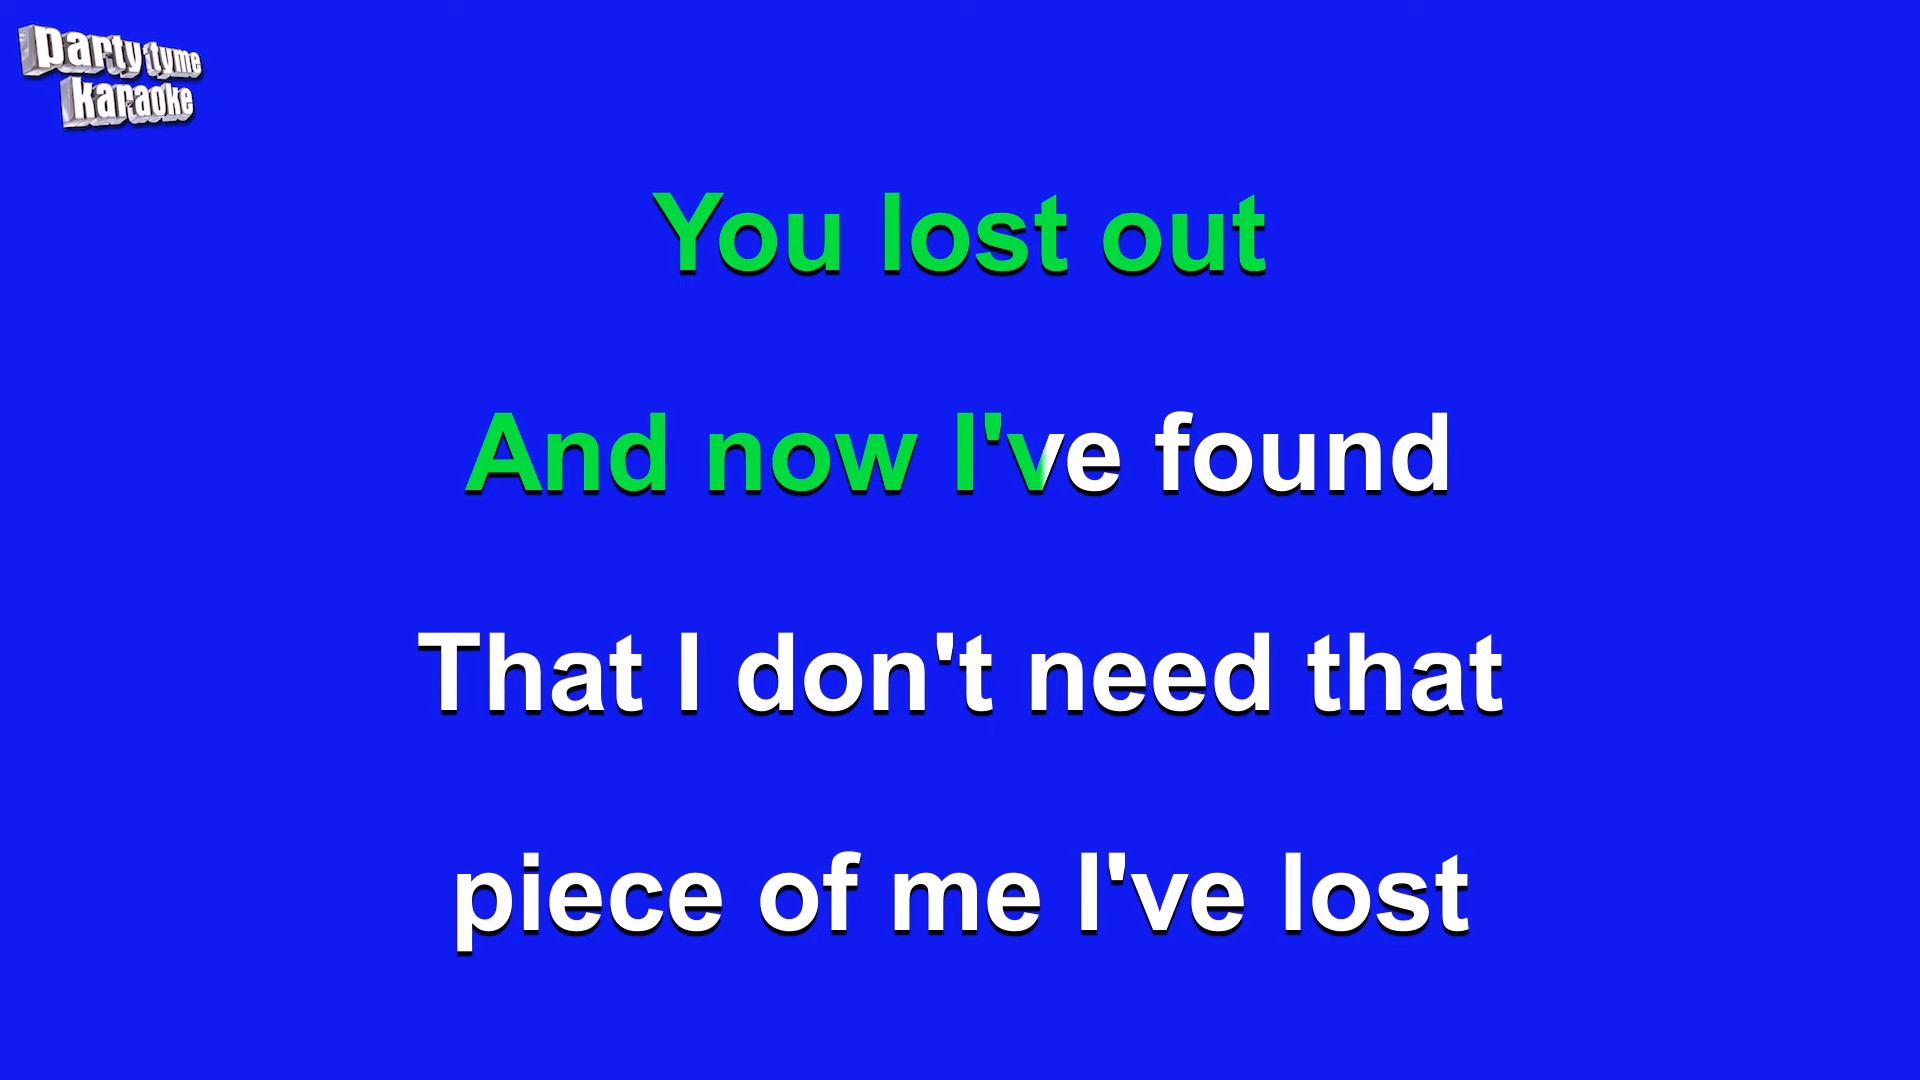 party tyme
karaoke
You lost out
And now I've found
That I don't need that
piece of me I've lost